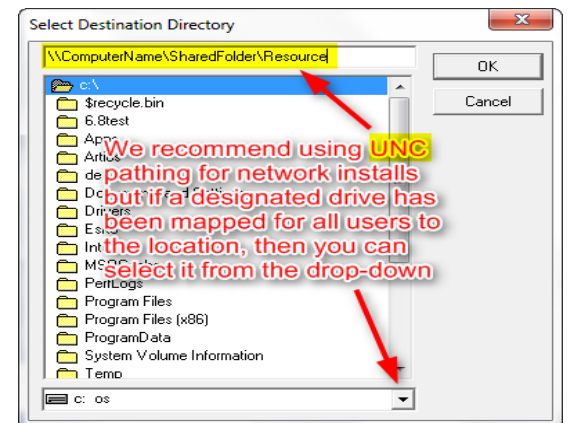 Select Destination Directory
\\ComputerName\SharedFolder\Resource
OK
c:\
Cancel
$recycle.bin
6.8test
We recommend using UNC
pathing for network installs
but if a designated drive has
been mapped for all users to
the location, then you can
select it from the drop-down
PerfLogs
Program Files
Program Files (x86)
ProgramData
System Volume Information
Temp
c: os